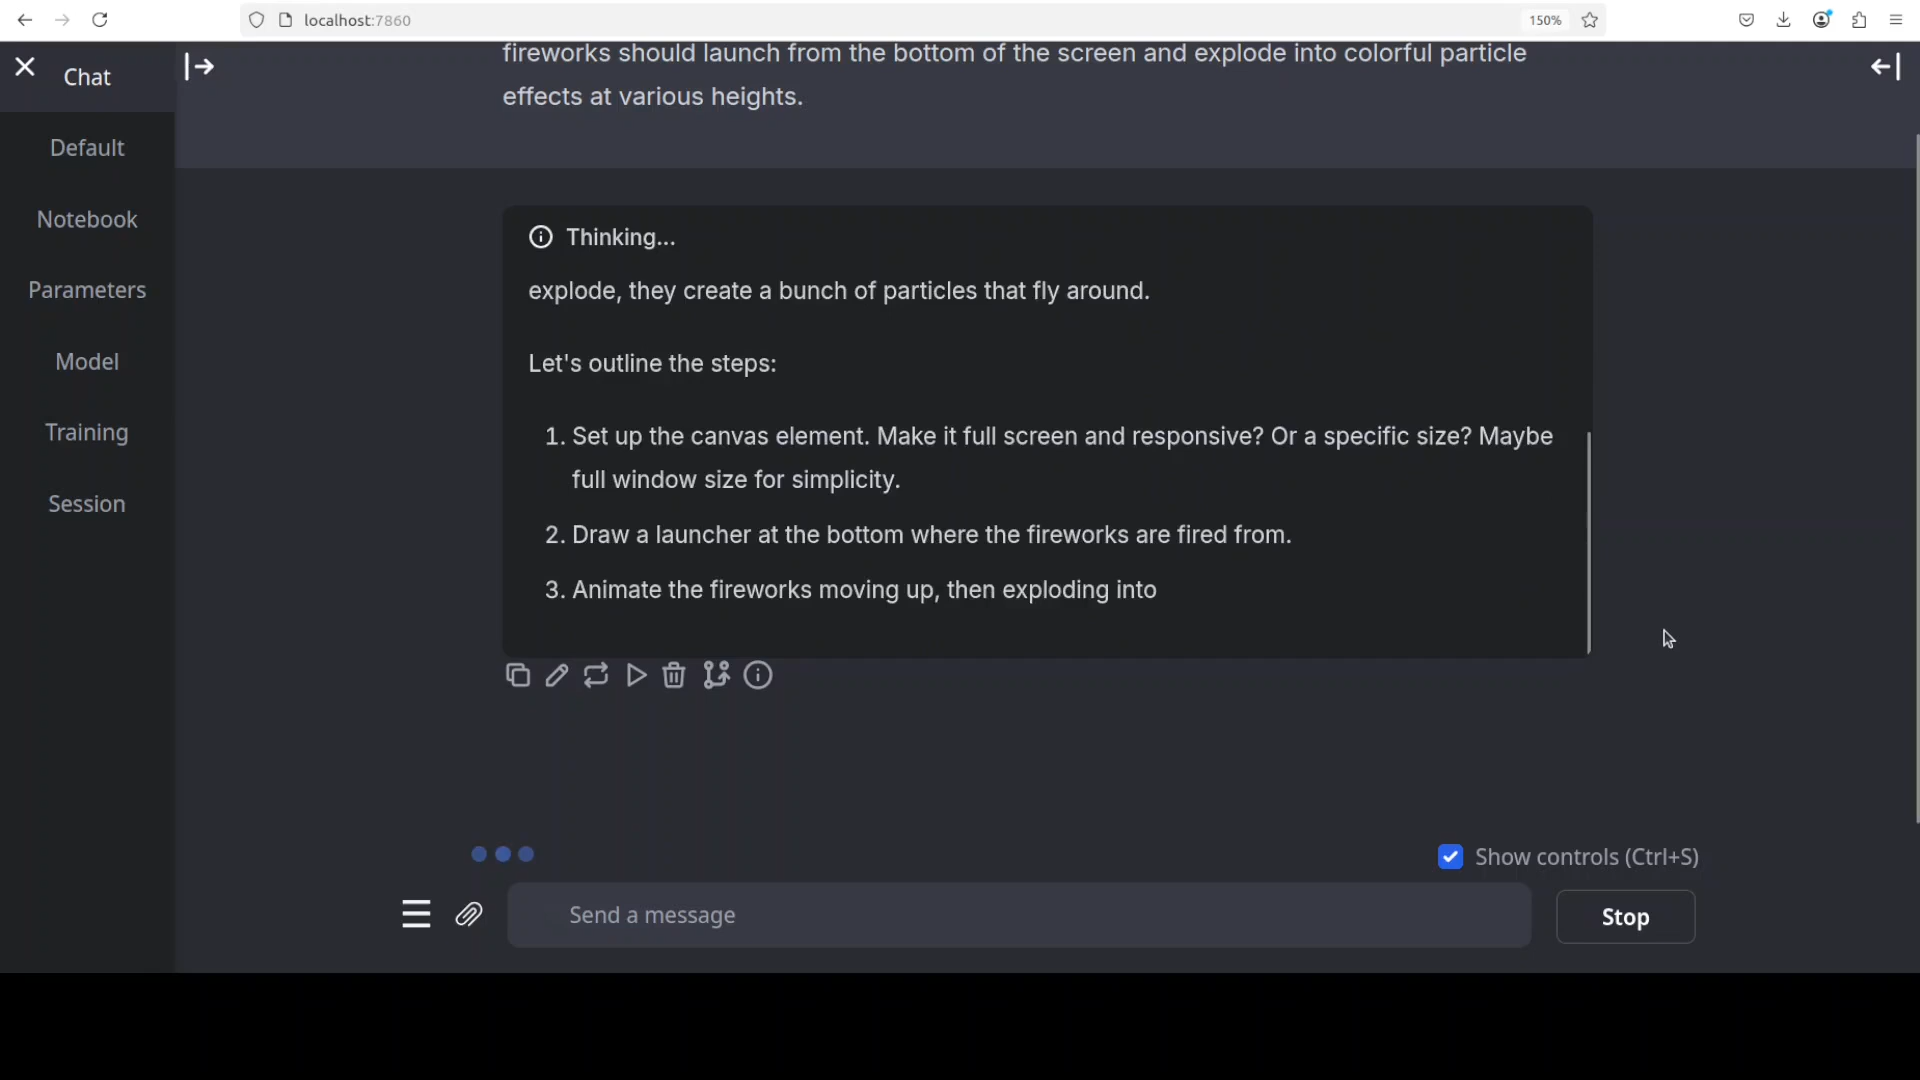 localhost:7860
150%
Chat
Default
Notebook
Parameters
Model
Training
Session
fireworks should launch from the bottom of the screen and explode into colorful particle
effects at various heights.
Thinking...
explode, they create a bunch of particles that fly around.
Let's outline the steps:
1. Set up the canvas element. Make it full screen and responsive? Or a specific size? Maybe
full window size for simplicity.
2. Draw a launcher at the bottom where the fireworks are fired from.
3. Animate the fireworks moving up, then exploding into
Show controls (Ctrl+S)
Send a message
Stop